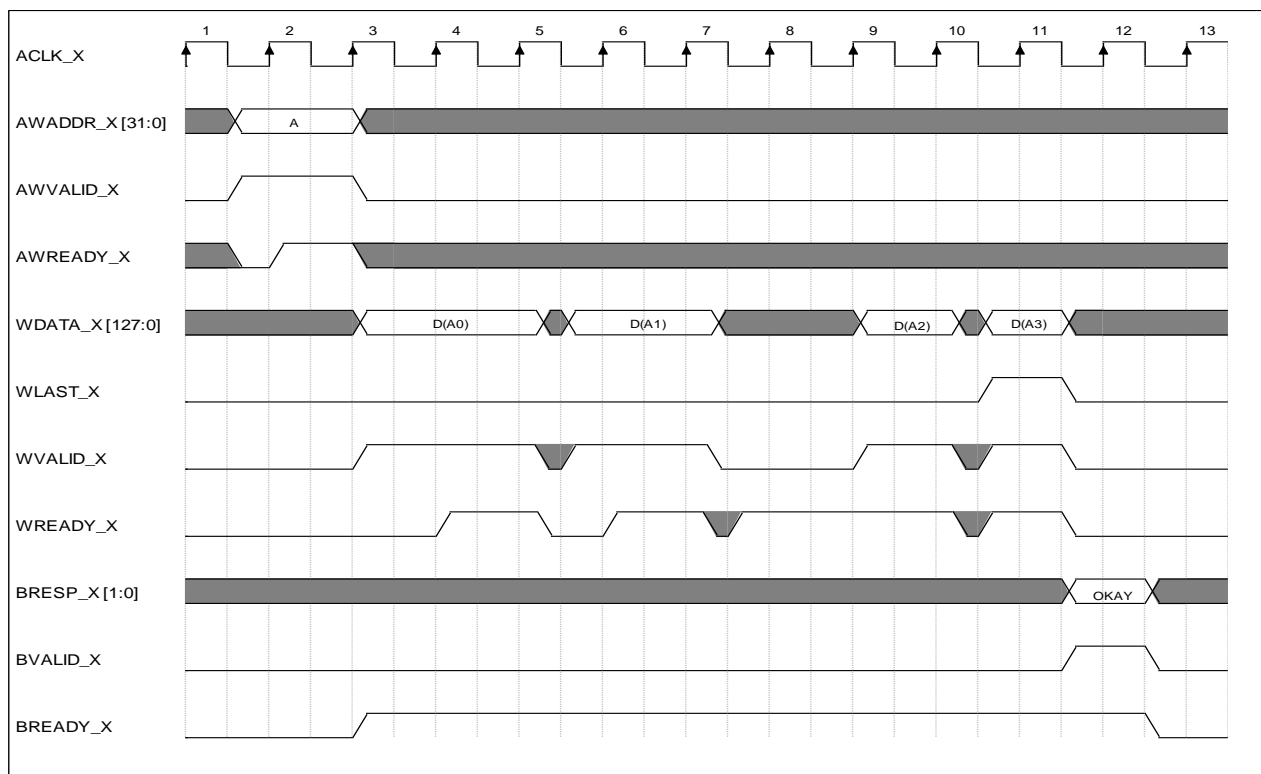 1 2 3 4 5 6 7 8 9 10 11 12 13
ACLK_X
AWADDR_X [31:0] A
AWVALID_X
AWREADY_X
WDATA_X [127:0] D(A0) D(A1) D(A2) D(A3)
WLAST_X
WVALID_X
WREADY_X
BRESP_X [1:0] OKAY
BVALID_X
BREADY_X